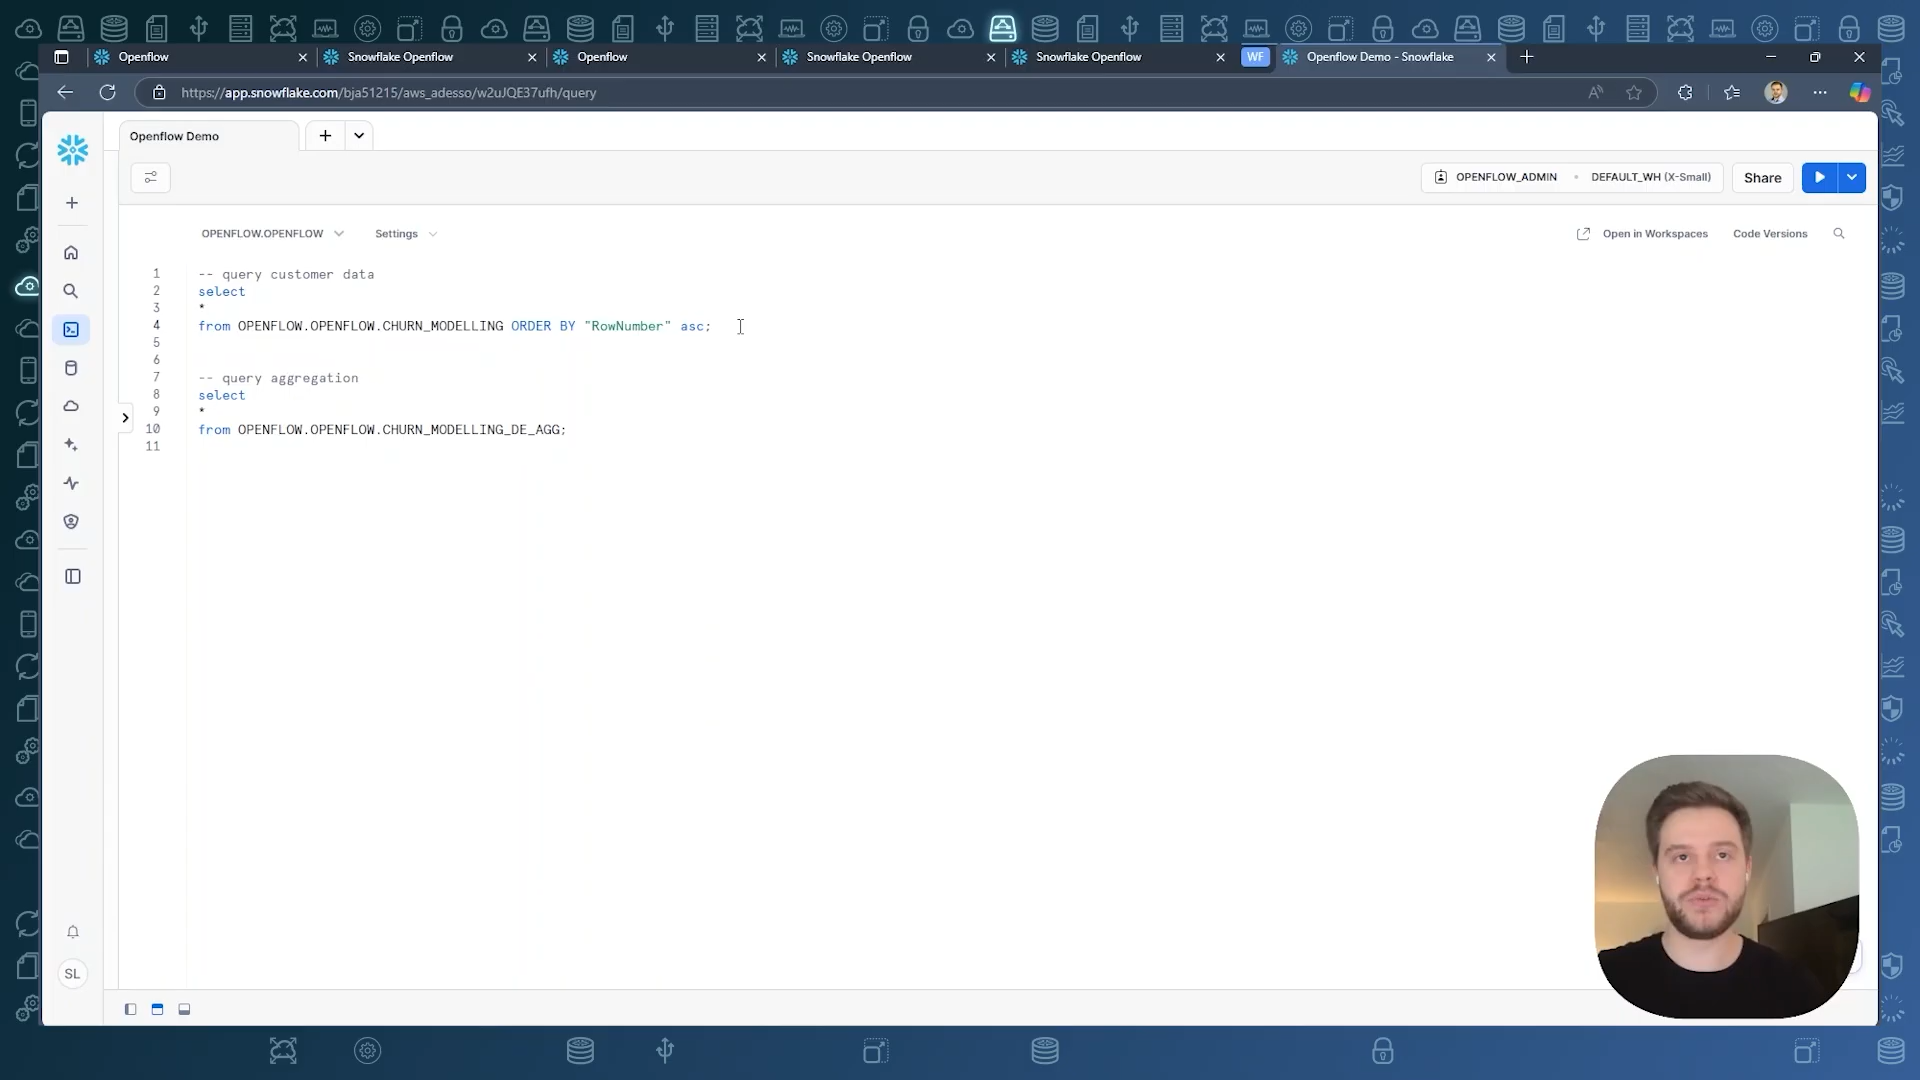 Openflow
Snowflake Openflow
Openflow
Snowflake Openflow
Snowflake Openflow
WF
Openflow Demo - Snowflake
https://app.snowflake.com/bja51215/aws_adesso/w2uJQE37ufh/query
Openflow Demo
OPENFLOW_ADMIN
DEFAULT_WH (X-Small)
Share
OPENFLOW.OPENFLOW
Settings
Open in Workspaces
Code Versions
1 -- query customer data
2 select
3 *
4 from OPENFLOW.OPENFLOW.CHURN_MODELLING ORDER BY "RowNumber" asc;
5
6
7 -- query aggregation
8 select
9 *
10 from OPENFLOW.OPENFLOW.CHURN_MODELLING_DE_AGG;
11
SL